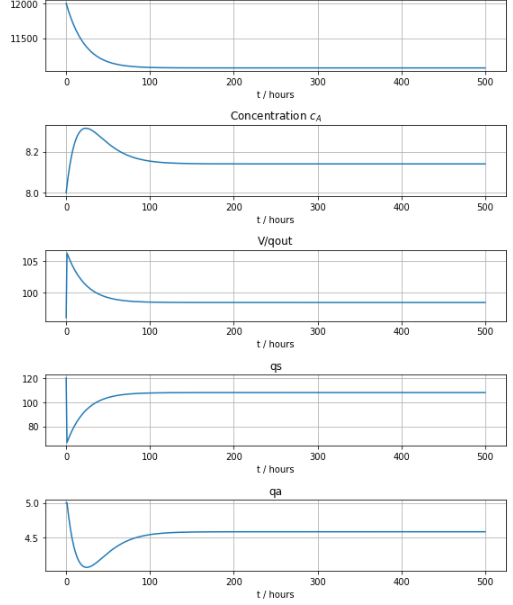 12000
11500
0 100 200 300 400 500
t / hours
Concentration c_A
8.2
8.0
0 100 200 300 400 500
t / hours
V/qout
105
100
0 100 200 300 400 500
t / hours
qs
120
100
80
0 100 200 300 400 500
t / hours
qa
5.0
4.5
0 100 200 300 400 500
t / hours